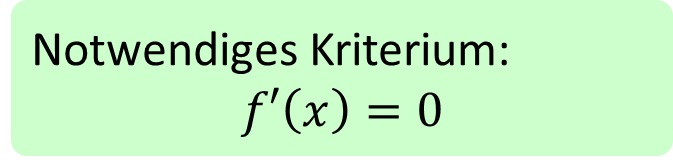 Notwendiges Kriterium:
f'(x) = 0